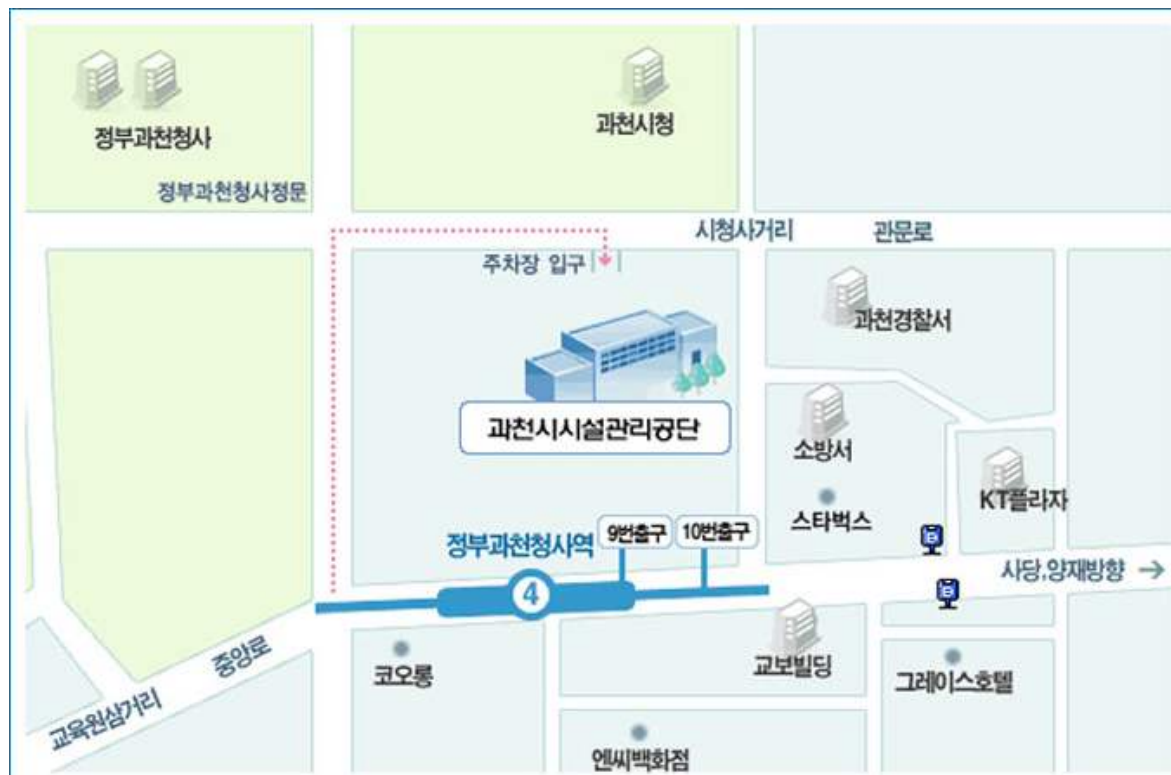 정부과천청사
과천시청
정부과천청사정문
시청사거리
관문로
주차장 입구
과천경찰서
과천시시설관리공단
소방서
KT플라자
스타벅스
정부과천청사역
9번출구
10번출구
4
사당,양재방향 →
중앙로
교육원삼거리
코오롱
교보빌딩
그레이스호텔
엔씨백화점